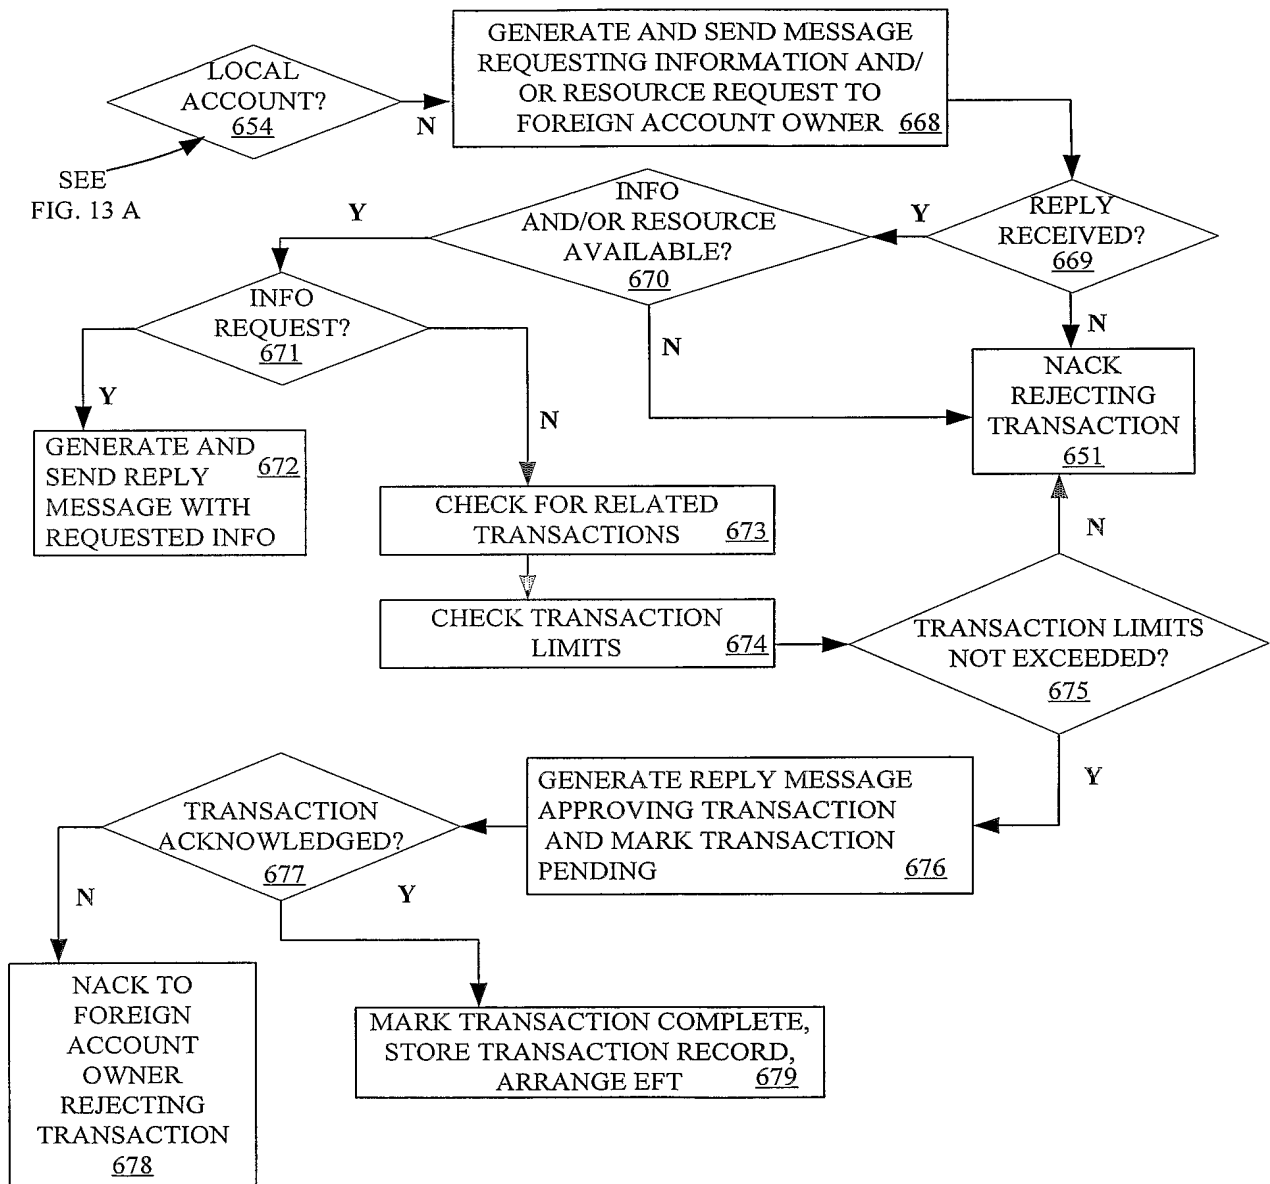 LOCAL
ACCOUNT?
654
N
SEE
FIG. 13 A
GENERATE AND SEND MESSAGE
REQUESTING INFORMATION AND/
OR RESOURCE REQUEST TO
FOREIGN ACCOUNT OWNER 668
REPLY
RECEIVED?
669
Y
N
INFO
AND/OR RESOURCE
AVAILABLE?
670
Y
N
NACK
REJECTING
TRANSACTION
651
INFO
REQUEST?
671
Y
N
GENERATE AND
SEND REPLY 672
MESSAGE WITH
REQUESTED INFO
CHECK FOR RELATED
TRANSACTIONS 673
CHECK TRANSACTION
LIMITS 674
N
TRANSACTION LIMITS
NOT EXCEEDED?
675
Y
GENERATE REPLY MESSAGE
APPROVING TRANSACTION
AND MARK TRANSACTION
PENDING 676
TRANSACTION
ACKNOWLEDGED?
677
N
Y
NACK TO
FOREIGN
ACCOUNT
OWNER
REJECTING
TRANSACTION
678
MARK TRANSACTION COMPLETE,
STORE TRANSACTION RECORD,
ARRANGE EFT 679